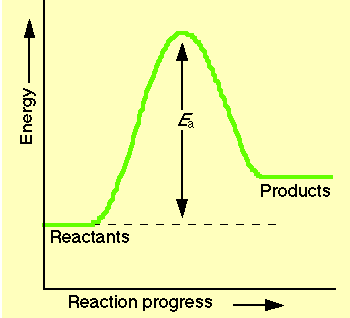 Energy
Ea
Products
Reactants
Reaction progress